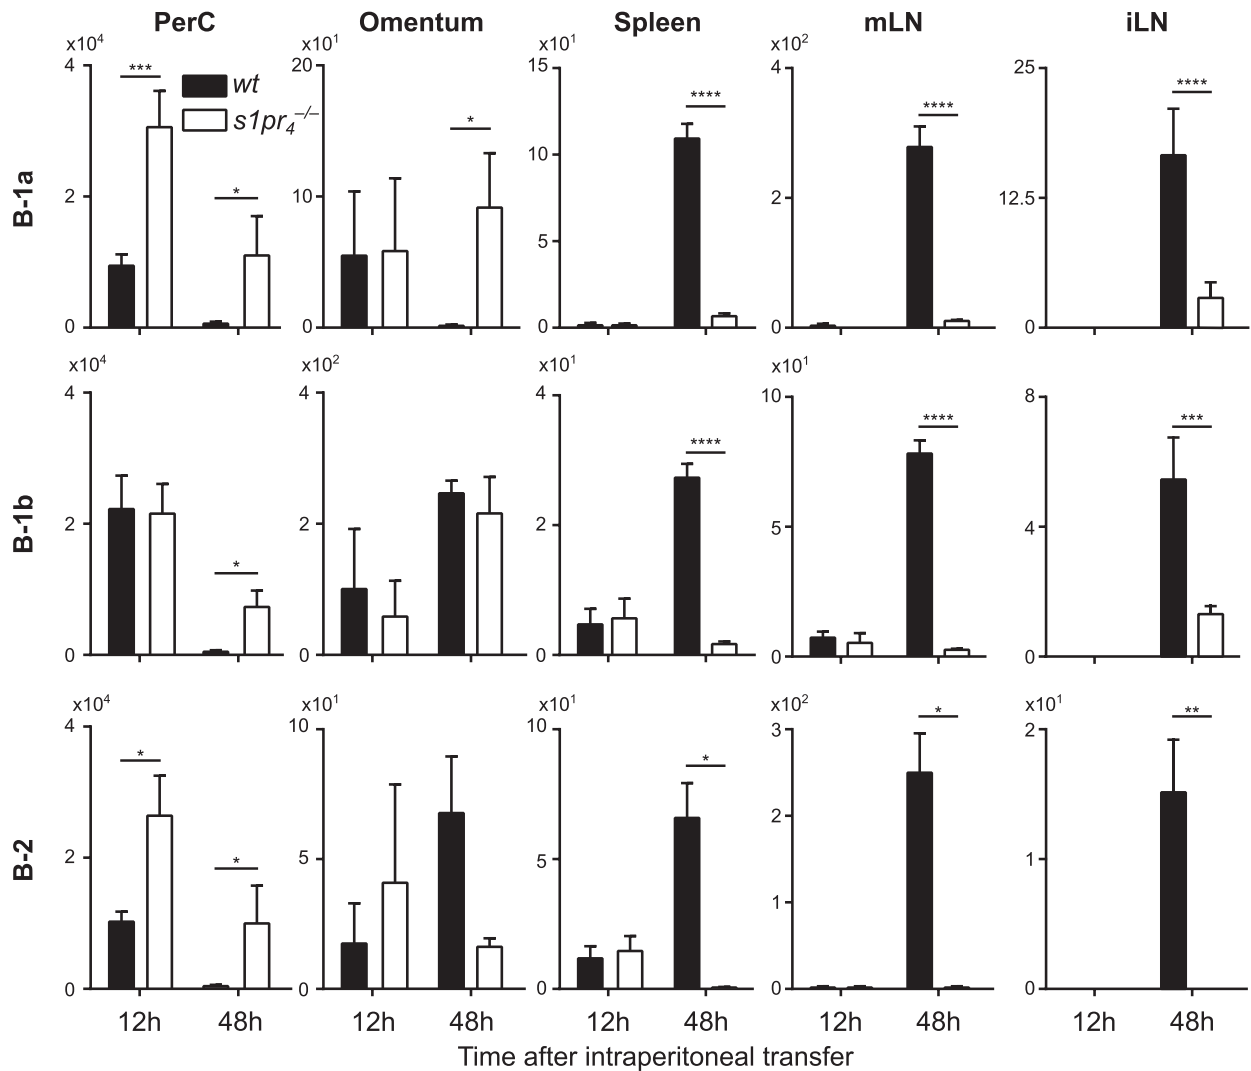 PerC Omentum Spleen mLN iLN
x10⁴ x10¹ x10¹ x10²
4 20 15 4 25
*** wt * **** **** ****
s1pr₄⁻/⁻
10
2 * 10 2 12.5
B-1a
5
0 0 0 0 0
x10⁴ x10² x10¹ x10¹
4 4 4 10 8
**** **** ***
2 2 2 5 4
B-1b
*
0 0 0 0 0
x10⁴ x10¹ x10¹ x10² x10¹
4 10 10 3 2
* * * **
2
2 5 5 1
B-2
* 1
0 0 0 0 0
12h 48h 12h 48h 12h 48h 12h 48h 12h 48h
Time after intraperitoneal transfer